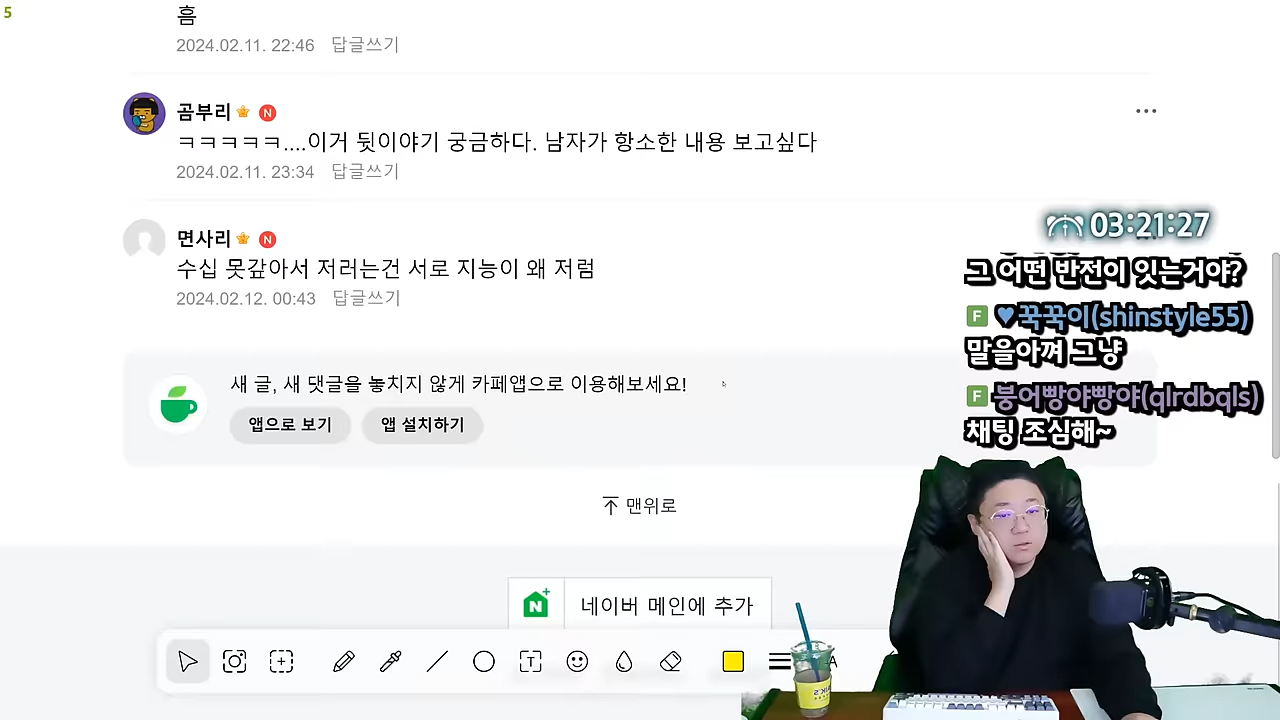 5
흠
2024.02.11. 22:46 답글쓰기
곰부리 N
ㅋㅋㅋㅋㅋ....이거 뒷이야기 궁금하다. 남자가 항소한 내용 보고싶다
2024.02.11. 23:34 답글쓰기
면사리 N
수십 못갚아서 저러는건 서로 지능이 왜 저럼
2024.02.12. 00:43 답글쓰기
03:21:27
그 어떤 반전이 잇는거야?
F ♥꾹꾹이(shinstyle55)
말을아껴 그냥
F 붕어빵야빵야(qlrdbqls)
채팅 조심해~
새 글, 새 댓글을 놓치지 않게 카페앱으로 이용해보세요!
앱으로 보기 앱 설치하기
맨위로
N 네이버 메인에 추가
T A